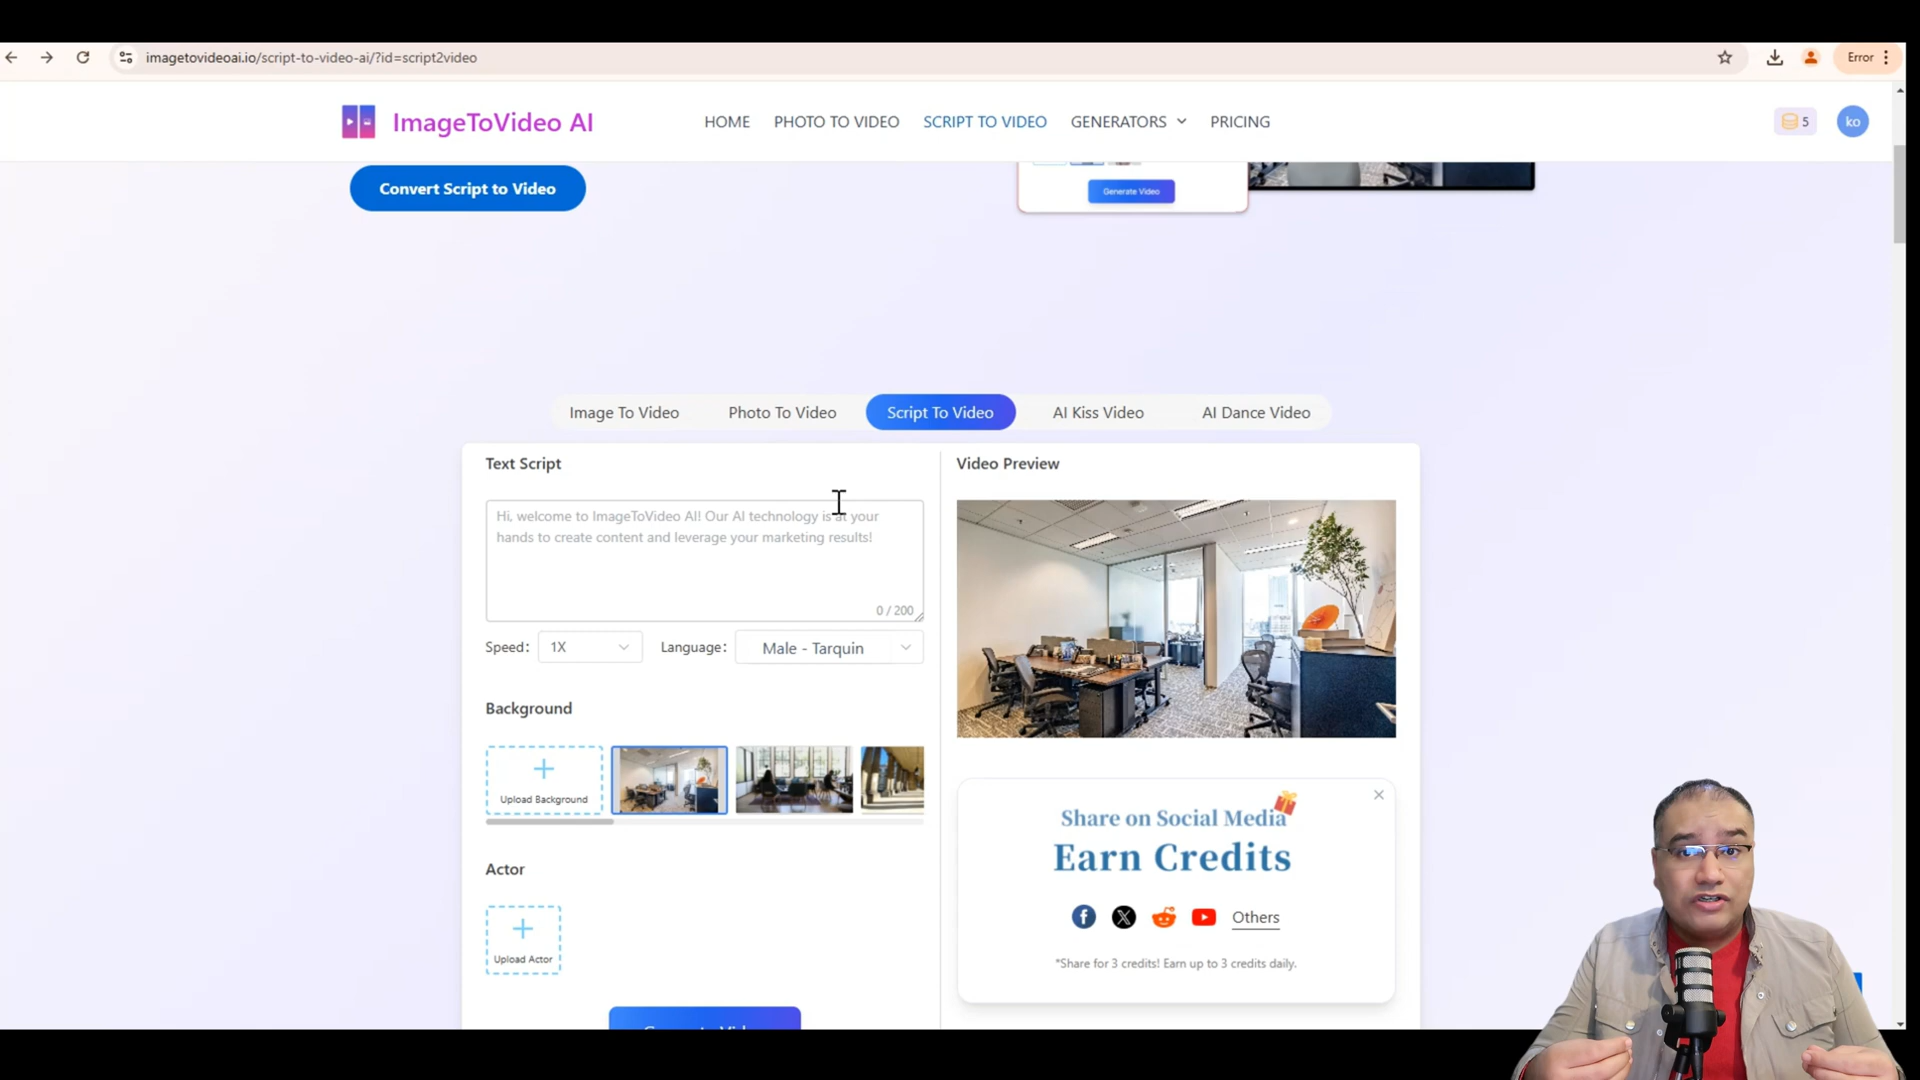 imagetovideoai.io/script-to-video-ai/?id=script2video
Error
ImageToVideo AI
HOME
PHOTO TO VIDEO
SCRIPT TO VIDEO
GENERATORS
PRICING
5
ko
Convert Script to Video
Generate Video
Image To Video
Photo To Video
Script To Video
AI Kiss Video
AI Dance Video
Text Script
Hi, welcome to ImageToVideo AI! Our AI technology is at your
hands to create content and leverage your marketing results!
0 / 200
Speed:
1X
Language:
Male - Tarquin
Background
Upload Background
Actor
Upload Actor
Video Preview
Share on Social Media
Earn Credits
Others
*Share for 3 credits! Earn up to 3 credits daily.